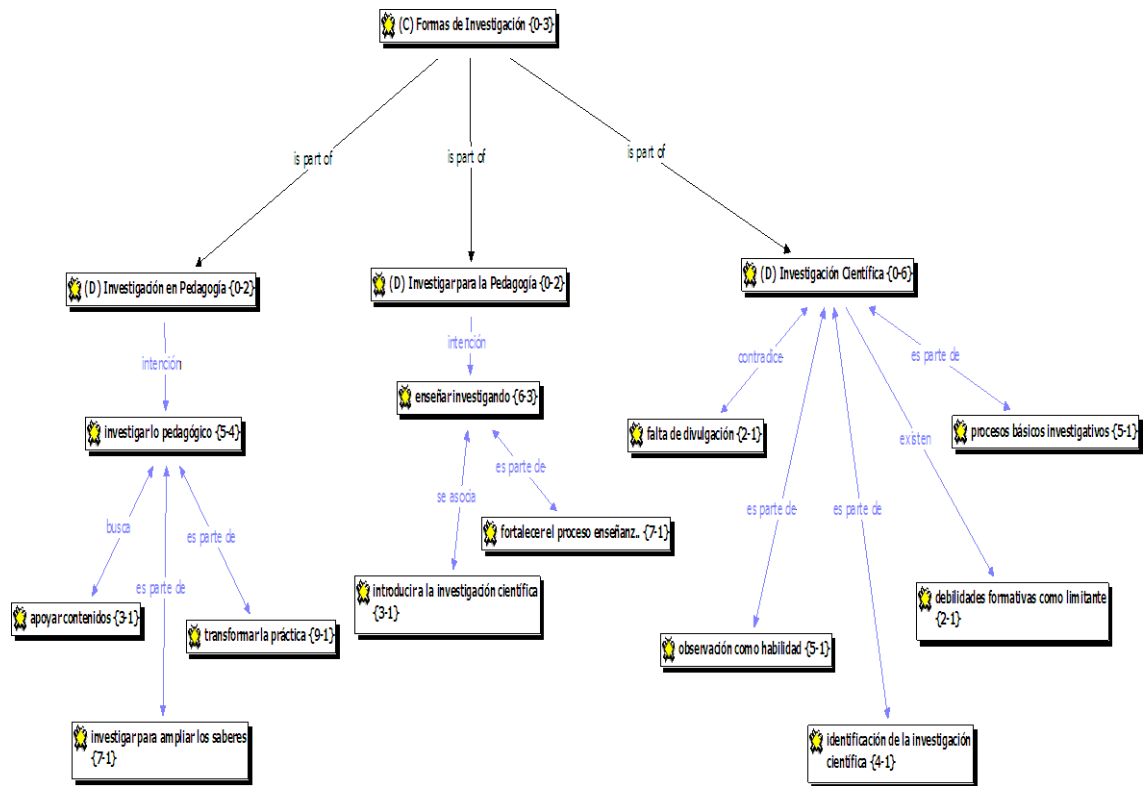 (C) Formas de Investigación {0-3}
is part of
is part of
is part of
(D) Investigación en Pedagogía {0-2}
(D) Investigar para la Pedagogía {0-2}
(D) Investigación Científica {0-6}
intención
intención
contradice
es parte de
enseñar investigando {6-3}
investigar lo pedagógico {5-4}
falta de divulgación {2-1}
procesos básicos investigativos {5-1}
existen
se asocia
es parte de
busca
es parte de
es parte de
es parte de
fortalecer el proceso enseñanz.. {7-1}
es parte de
introducir a la investigación científica
{3-1}
debilidades formativas como limitante
{2-1}
apoyar contenidos {3-1}
transformar la práctica {9-1}
observación como habilidad {5-1}
investigar para ampliar los saberes
{7-1}
identificación de la investigación
científica {4-1}